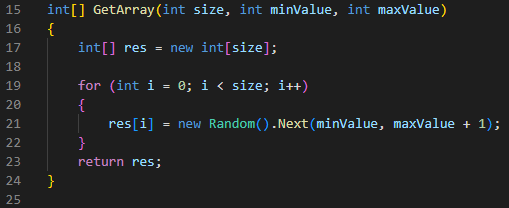 15 int[] GetArray(int size, int minValue, int maxValue)
16 {
17     int[] res = new int[size];
18
19     for (int i = 0; i < size; i++)
20     {
21         res[i] = new Random().Next(minValue, maxValue + 1);
22     }
23     return res;
24 }
25